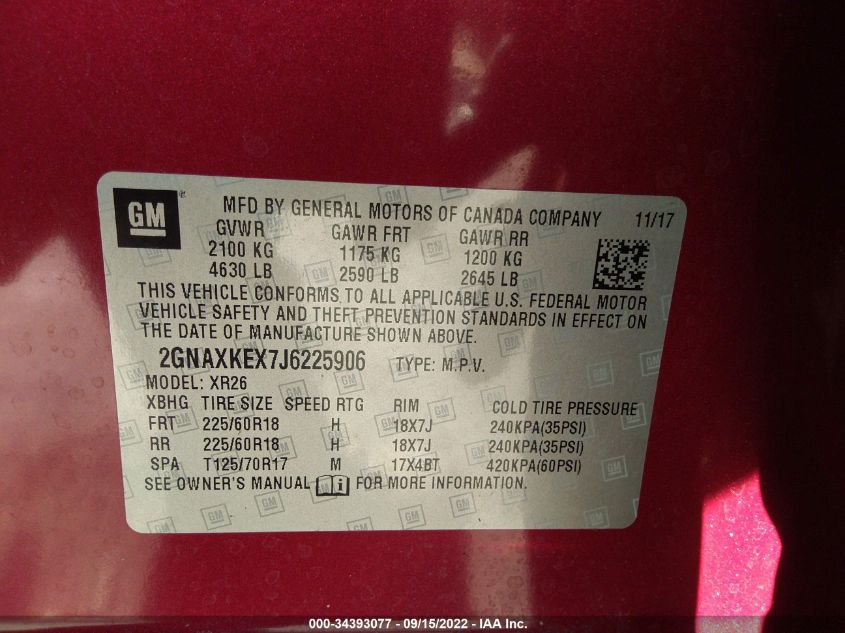 GM ® MFD BY GENERAL MOTORS OF CANADA COMPANY 11/17
GVWR GAWR FRT GAWR RR
2100 KG 1175 KG 1200 KG
4630 LB 2590 LB 2645 LB
THIS VEHICLE CONFORMS TO ALL APPLICABLE U.S. FEDERAL MOTOR
VEHICLE SAFETY AND THEFT PREVENTION STANDARDS IN EFFECT ON
THE DATE OF MANUFACTURE SHOWN ABOVE.
2GNAXKEX7J6225906 TYPE: M.P.V.
MODEL: XR26
XBHG TIRE SIZE SPEED RTG RIM COLD TIRE PRESSURE
FRT 225/60R18 H 18X7J 240KPA(35PSI)
RR 225/60R18 H 18X7J 240KPA(35PSI)
SPA T125/70R17 M 17X4BT 420KPA(60PSI)
SEE OWNER'S MANUAL i FOR MORE INFORMATION.
000-34393077 - 09/15/2022 - IAA Inc.